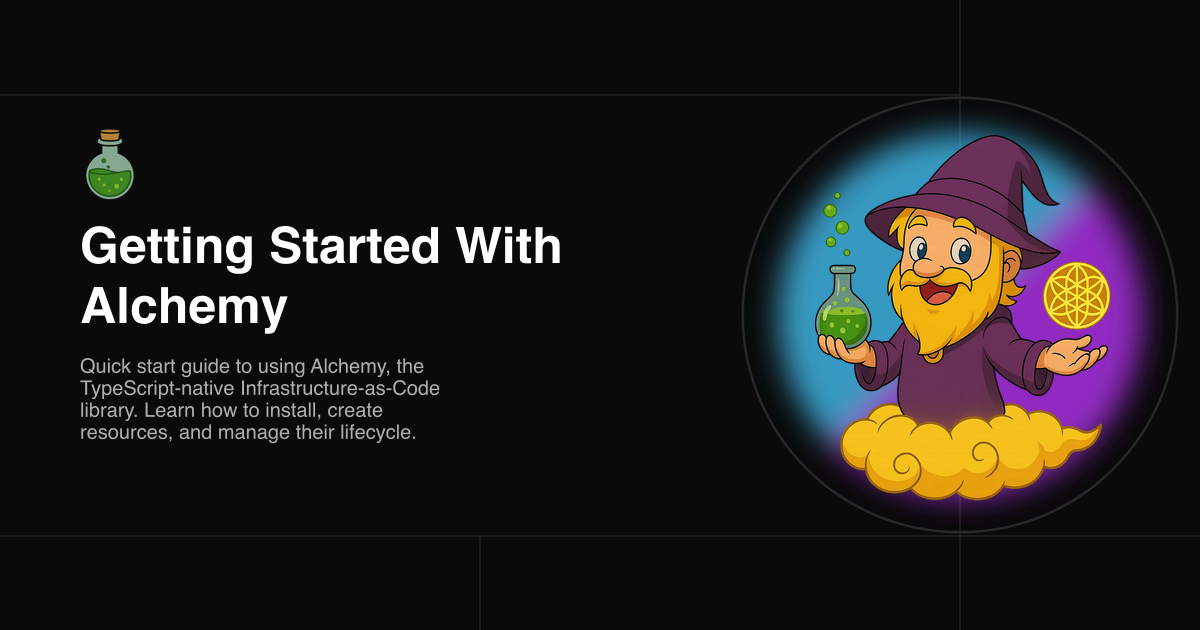 Getting Started With
Alchemy
Quick start guide to using Alchemy, the
TypeScript-native Infrastructure-as-Code
library. Learn how to install, create
resources, and manage their lifecycle.